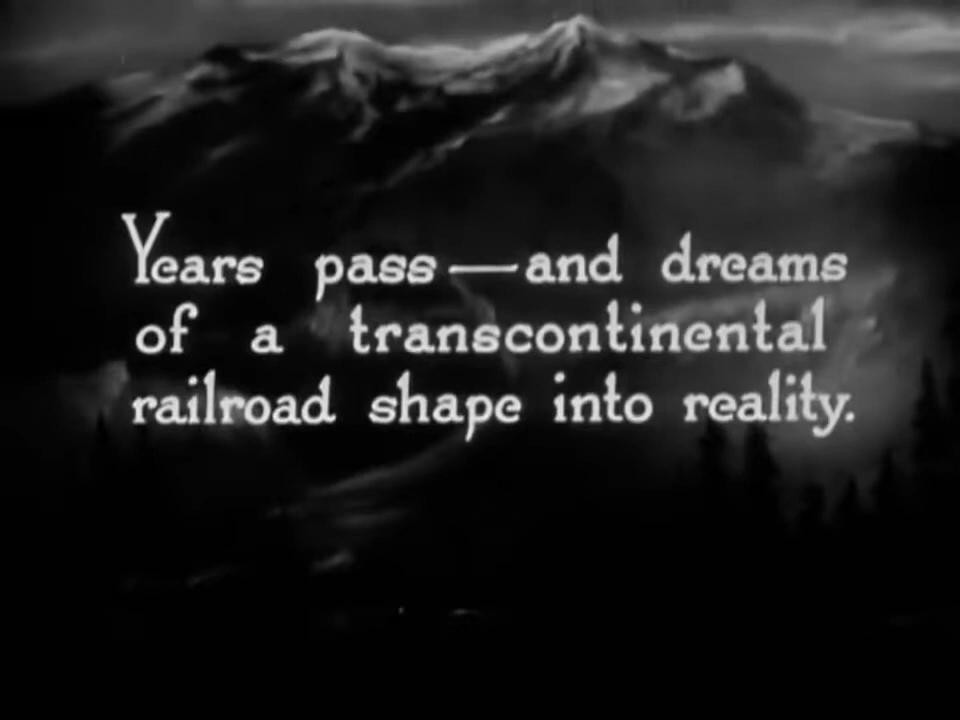 Years pass—and dreams
of a transcontinental
railroad shape into reality.